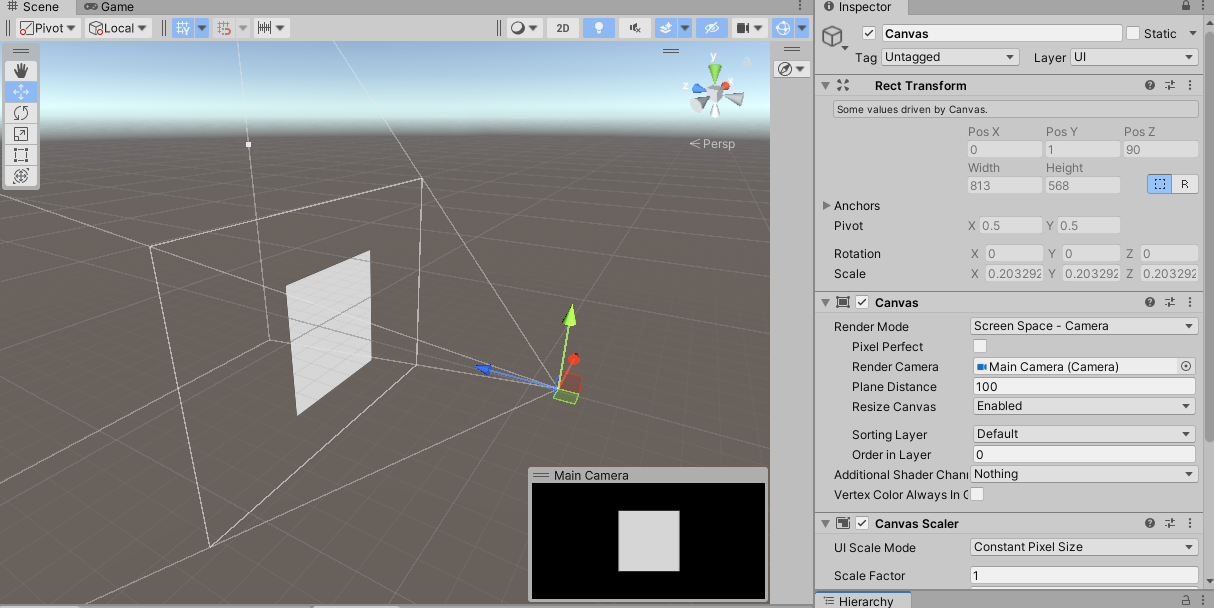 Scene
Game
Pivot
Local
2D
y
z
x
Persp
Main Camera
Inspector
Canvas
Static
Tag Untagged Layer UI
Rect Transform
Some values driven by Canvas.
Pos X Pos Y Pos Z
0 1 90
Width Height
813 568
R
Anchors
Pivot X 0.5 Y 0.5
Rotation X 0 Y 0 Z 0
Scale X 0.203292 Y 0.203292 Z 0.203292
Canvas
Render Mode Screen Space - Camera
Pixel Perfect
Render Camera Main Camera (Camera)
Plane Distance 100
Resize Canvas Enabled
Sorting Layer Default
Order in Layer 0
Additional Shader Chan Nothing
Vertex Color Always In
Canvas Scaler
UI Scale Mode Constant Pixel Size
Scale Factor 1
Hierarchy